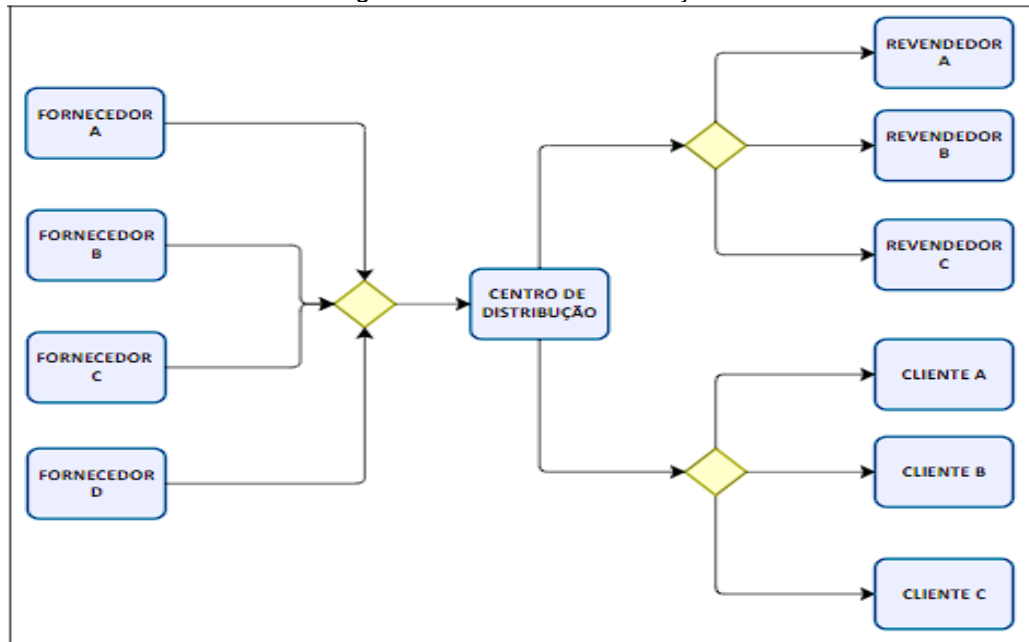 FORNECEDOR
A
FORNECEDOR
B
FORNECEDOR
C
FORNECEDOR
D
CENTRO DE
DISTRIBUÇÃO
REVENDEDOR
A
REVENDEDOR
B
REVENDEDOR
C
CLIENTE A
CLIENTE B
CLIENTE C